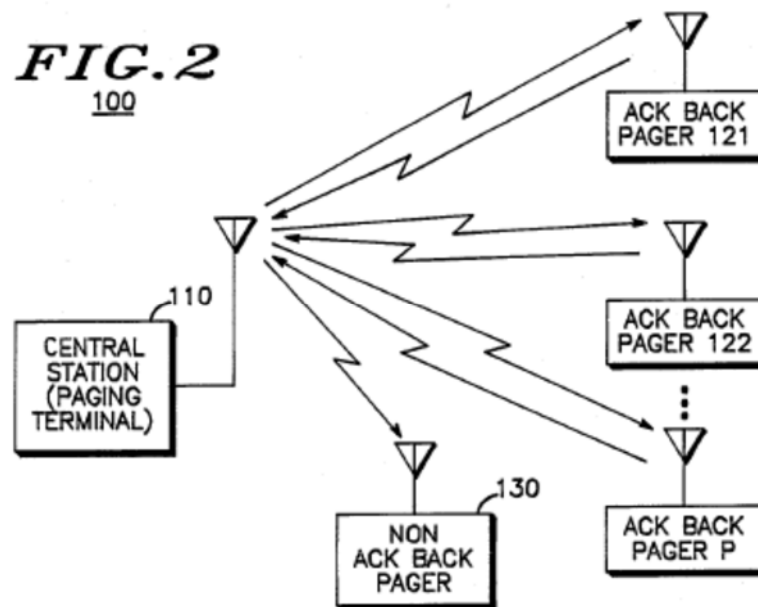 FIG.2
100
ACK BACK
PAGER 121
110
CENTRAL
STATION
(PAGING
TERMINAL)
ACK BACK
PAGER 122
130
NON
ACK BACK
PAGER
ACK BACK
PAGER P